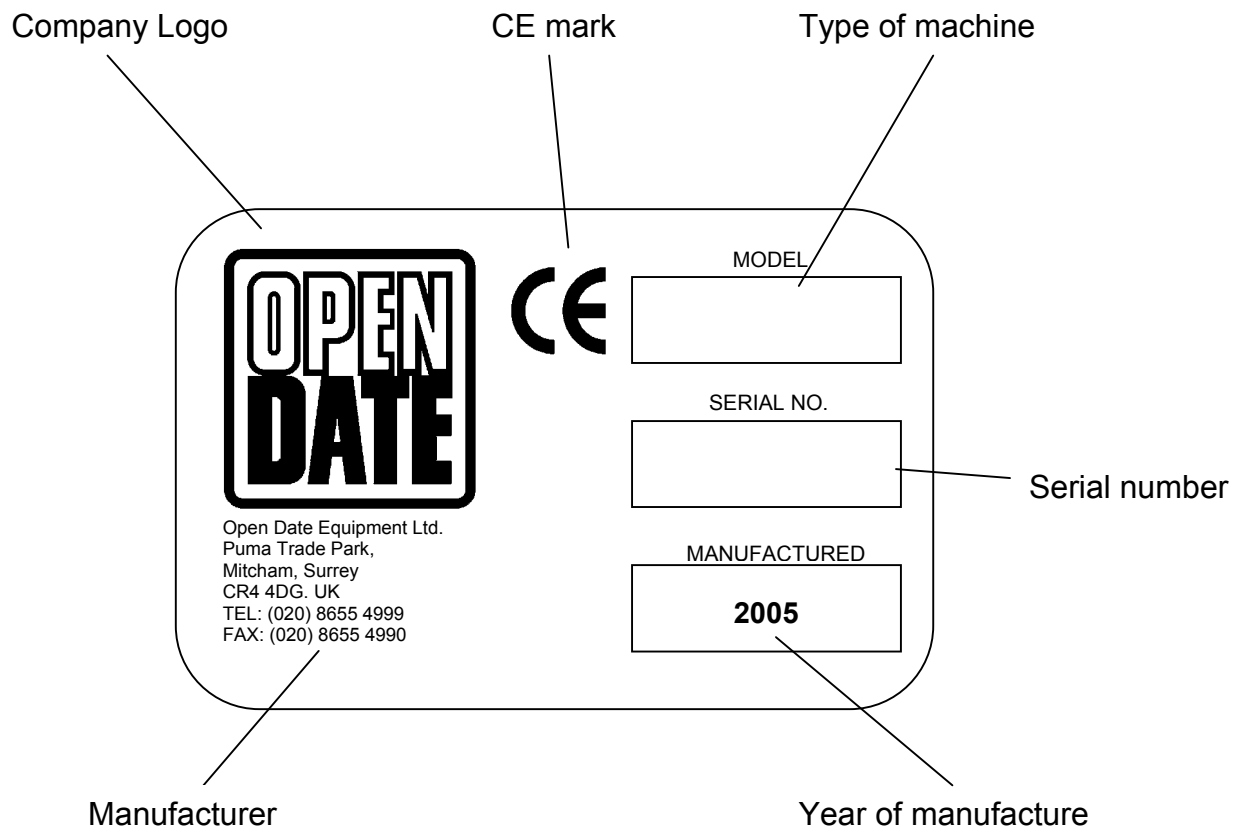 Company Logo
CE mark
Type of machine
OPEN
DATE
CE
MODEL
SERIAL NO.
Serial number
Open Date Equipment Ltd.
Puma Trade Park,
Mitcham, Surrey
CR4 4DG. UK
TEL: (020) 8655 4999
FAX: (020) 8655 4990
MANUFACTURED
2005
Manufacturer
Year of manufacture